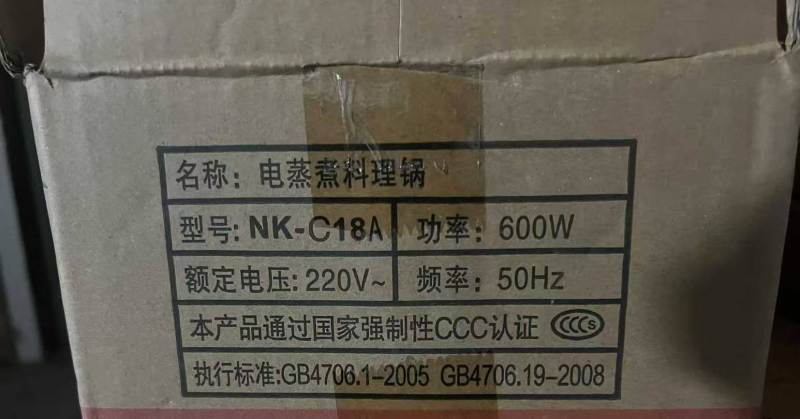 名称：电蒸煮料理锅
型号：NK-C18A 功率：600W
额定电压：220V~ 频率：50Hz
本产品通过国家强制性CCC认证 CCCS
执行标准:GB4706.1-2005 GB4706.19-2008